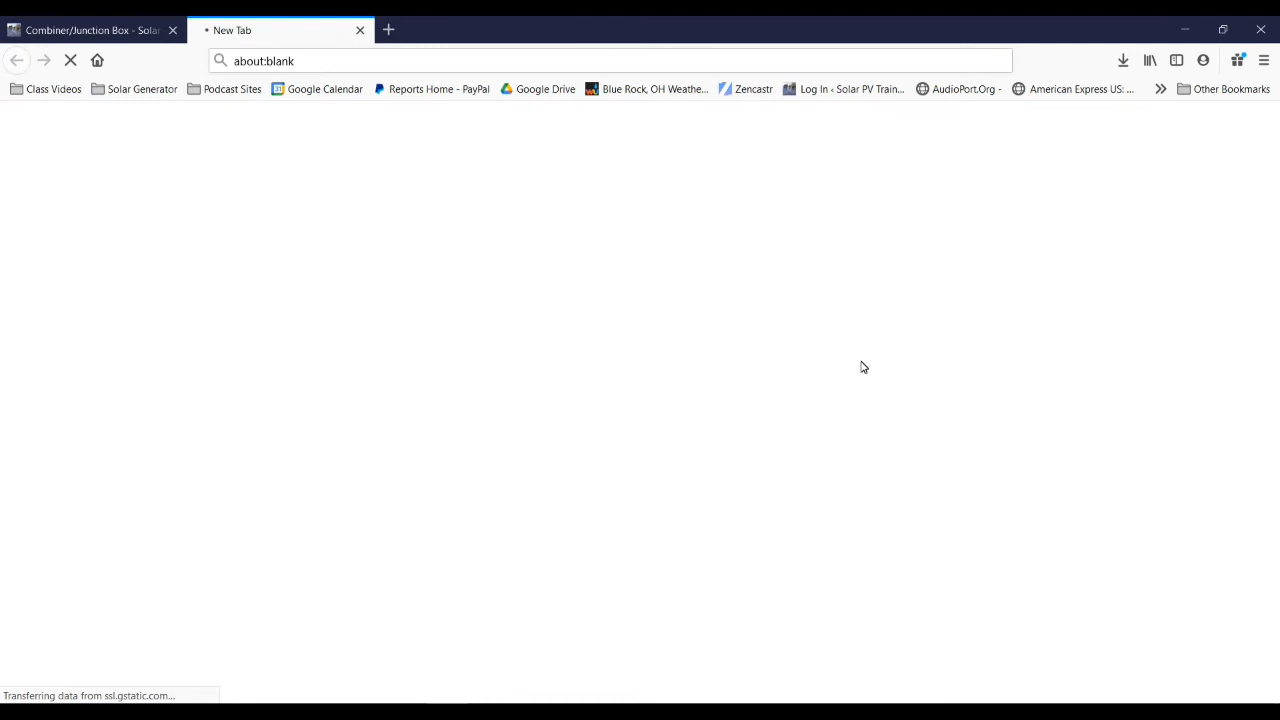 Combiner/Junction Box - Solar
• New Tab
about:blank
Class Videos
Solar Generator
Podcast Sites
31
Google Calendar
Reports Home - PayPal
Google Drive
Blue Rock, OH Weathe...
Zencastr
Log In ‹ Solar PV Train...
AudioPort.Org -
American Express US: ...
Other Bookmarks
Transferring data from ssl.gstatic.com...